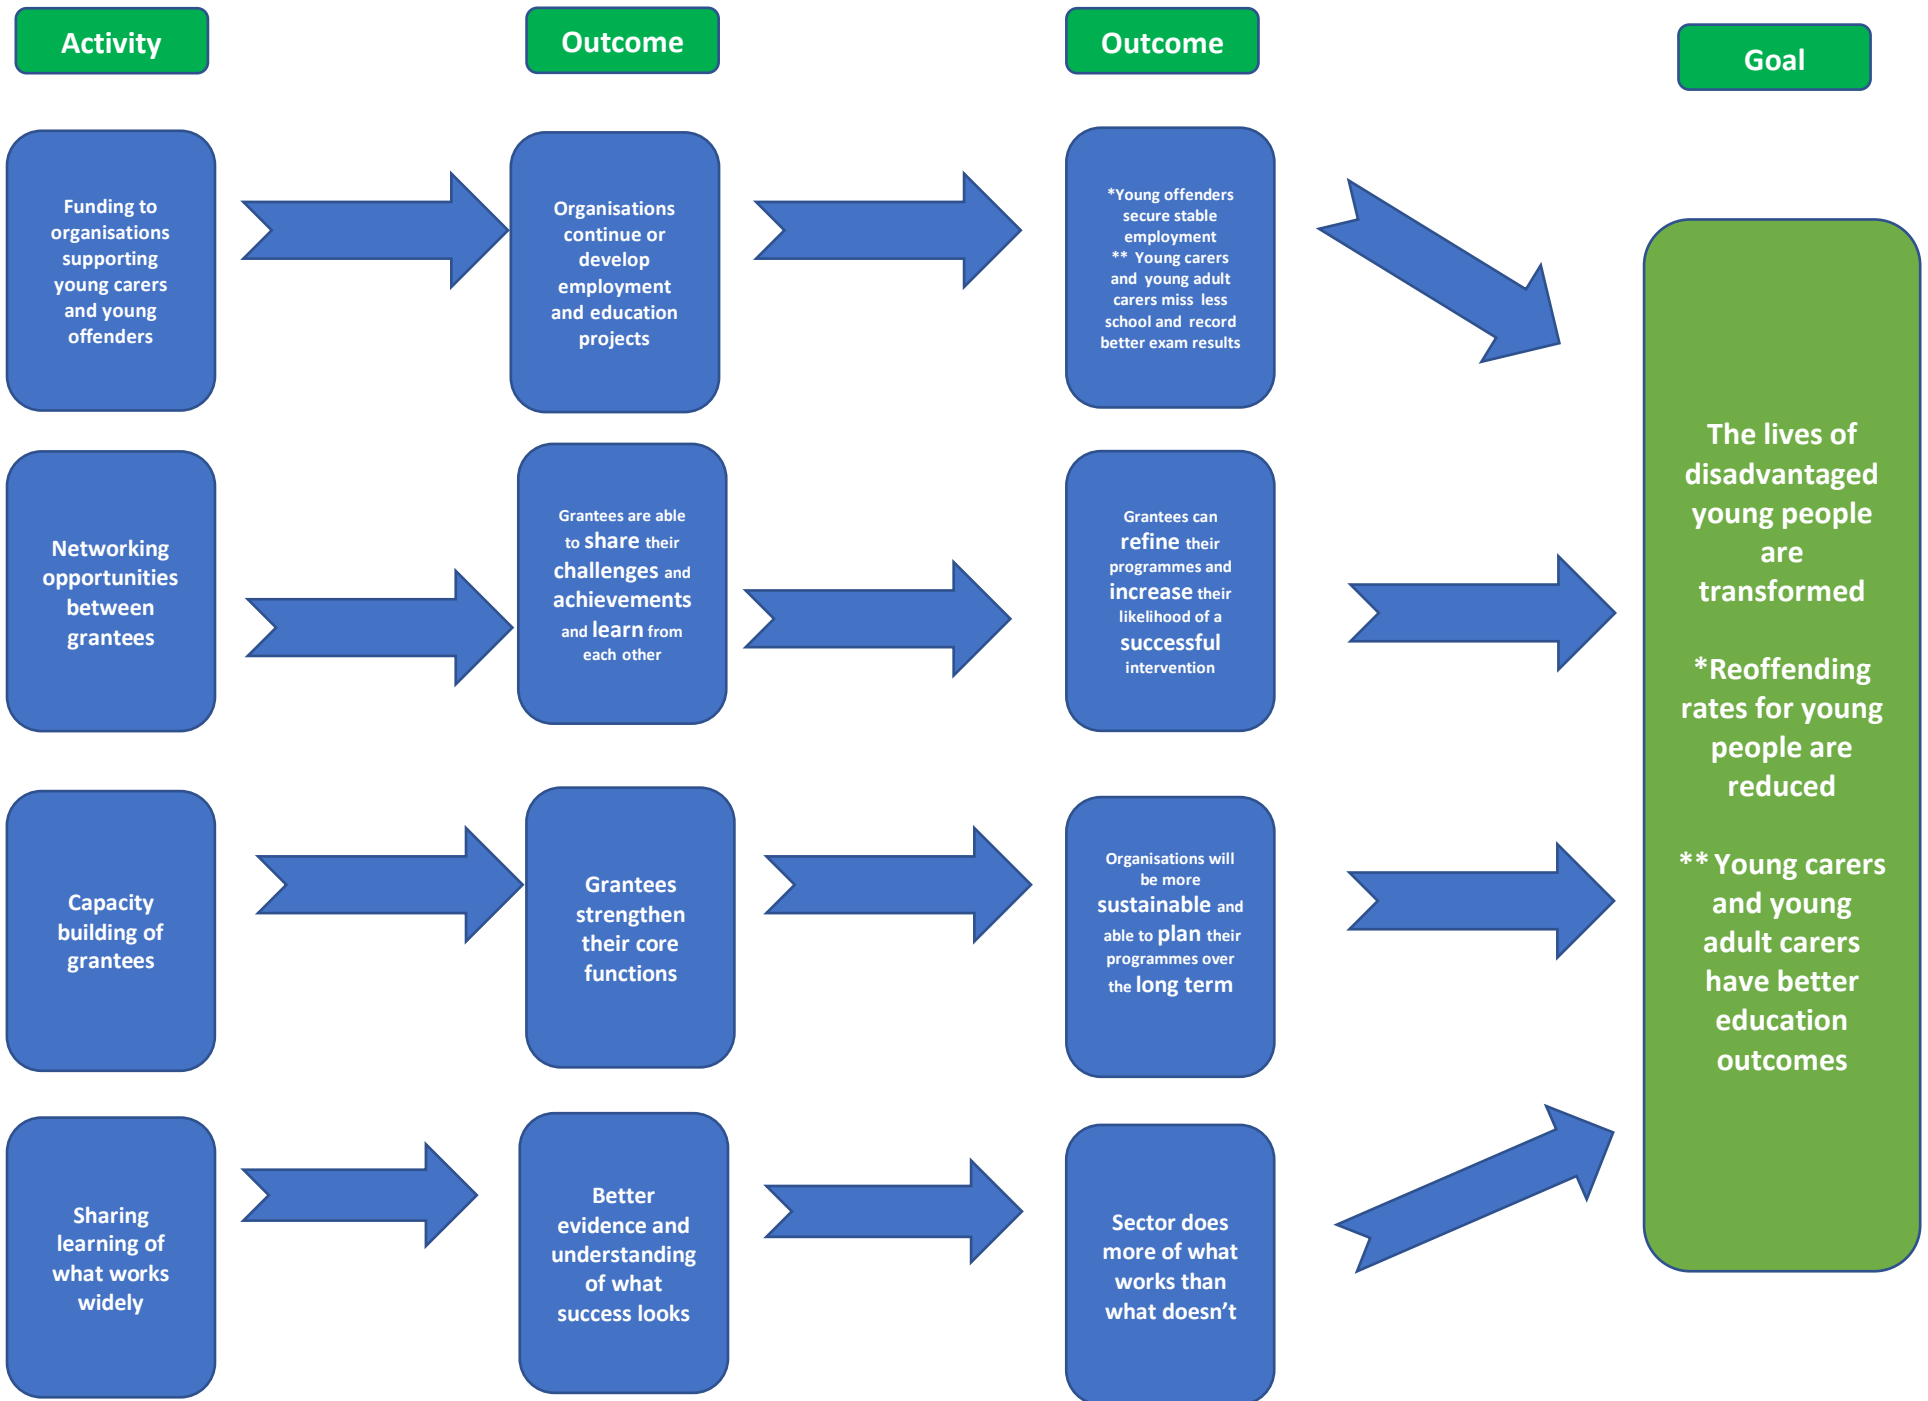 Activity
Outcome
Outcome
Goal
Funding to
organisations
supporting
young carers
and young
offenders
Organisations
continue or
develop
employment
and education
projects
*Young offenders
secure stable
employment
** Young carers
and young adult
carers miss less
school and record
better exam results
Networking
opportunities
between
grantees
Grantees are able
to share their
challenges and
achievements
and learn from
each other
Grantees can
refine their
programmes and
increase their
likelihood of a
successful
intervention
Capacity
building of
grantees
Grantees
strengthen
their core
functions
Organisations will
be more
sustainable and
able to plan their
programmes over
the long term
Sharing
learning of
what works
widely
Better
evidence and
understanding
of what
success looks
Sector does
more of what
works than
what doesn’t
The lives of
disadvantaged
young people
are
transformed
*Reoffending
rates for young
people are
reduced
** Young carers
and young
adult carers
have better
education
outcomes